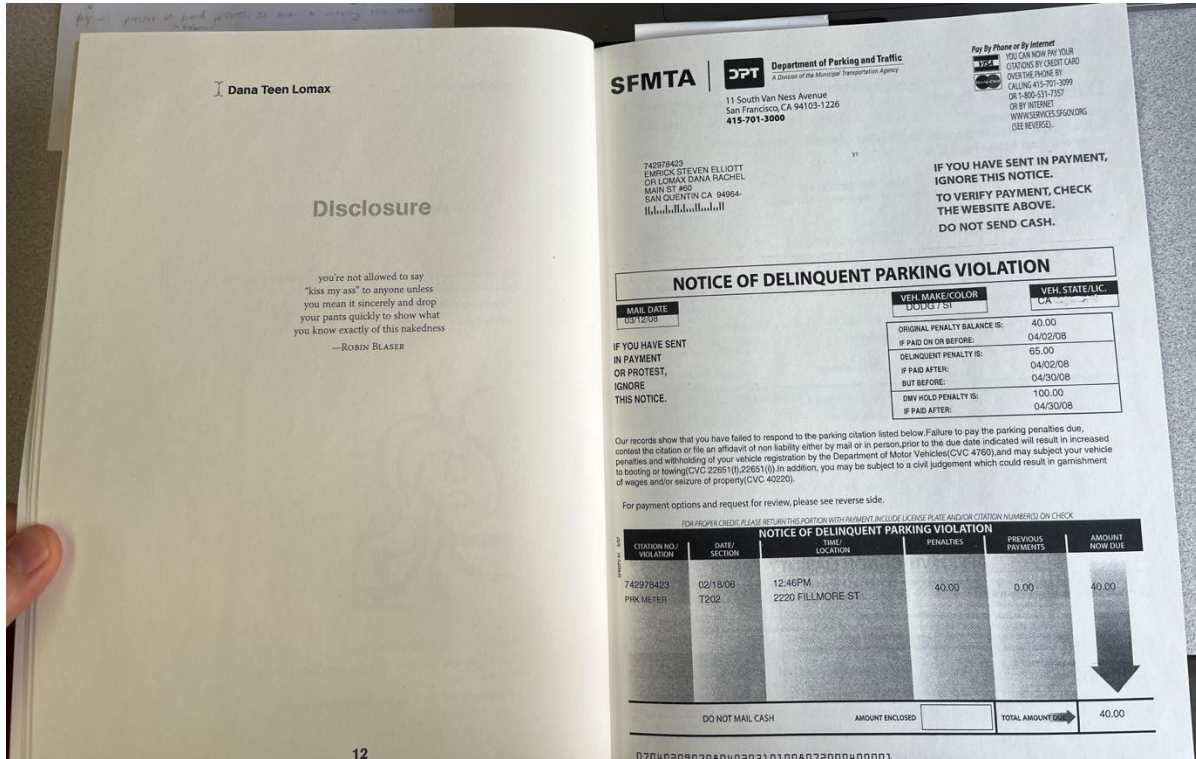 Dana Teen Lomax
Disclosure
you're not allowed to say
"kiss my ass" to anyone unless
you mean it sincerely and drop
your pants quickly to show what
you know exactly of this nakedness
—ROBIN BLASER
12
SFMTA
DPT
Department of Parking and Traffic
A Division of the Municipal Transportation Agency
11 South Van Ness Avenue
San Francisco, CA 94103-1226
415-701-3000
Pay By Phone or By Internet
VISA
YOU CAN NOW PAY YOUR
CITATIONS BY CREDIT CARD
OVER THE PHONE BY
CALLING 415-701-3099
OR 1-800-531-7357
OR BY INTERNET
WWW.SERVICES.SFGOV.ORG
(SEE REVERSE).
742978423
EMRICK STEVEN ELLIOTT
OR LOMAX DANA RACHEL
MAIN ST #60
SAN QUENTIN CA 94964-
IF YOU HAVE SENT IN PAYMENT,
IGNORE THIS NOTICE.
TO VERIFY PAYMENT, CHECK
THE WEBSITE ABOVE.
DO NOT SEND CASH.
NOTICE OF DELINQUENT PARKING VIOLATION
MAIL DATE
03/12/08
VEH. MAKE/COLOR
DODG / SI
VEH. STATE/LIC.
CA
IF YOU HAVE SENT
IN PAYMENT
OR PROTEST,
IGNORE
THIS NOTICE.
ORIGINAL PENALTY BALANCE IS: 40.00
IF PAID ON OR BEFORE: 04/02/08
DELINQUENT PENALTY IS: 65.00
IF PAID AFTER: 04/02/08
BUT BEFORE: 04/30/08
DMV HOLD PENALTY IS: 100.00
IF PAID AFTER: 04/30/08
Our records show that you have failed to respond to the parking citation listed below.Failure to pay the parking penalties due,
contest the citation or file an affidavit of non liability either by mail or in person,prior to the due date indicated will result in increased
penalties and withholding of your vehicle registration by the Department of Motor Vehicles(CVC 4760),and may subject your vehicle
to booting or towing(CVC 22651(f),22651(i)).In addition, you may be subject to a civil judgement which could result in garnishment
of wages and/or seizure of property(CVC 40220).
For payment options and request for review, please see reverse side.
FOR PROPER CREDIT, PLEASE RETURN THIS PORTION WITH PAYMENT. INCLUDE LICENSE PLATE AND/OR CITATION NUMBER(S) ON CHECK.
NOTICE OF DELINQUENT PARKING VIOLATION
CITATION NO./ VIOLATION
DATE/ SECTION
TIME/ LOCATION
PENALTIES
PREVIOUS PAYMENTS
AMOUNT NOW DUE
742978423 02/18/08 12:46PM 40.00 0.00 40.00
PRK METER T202 2220 FILLMORE ST
DO NOT MAIL CASH AMOUNT ENCLOSED TOTAL AMOUNT DUE 40.00